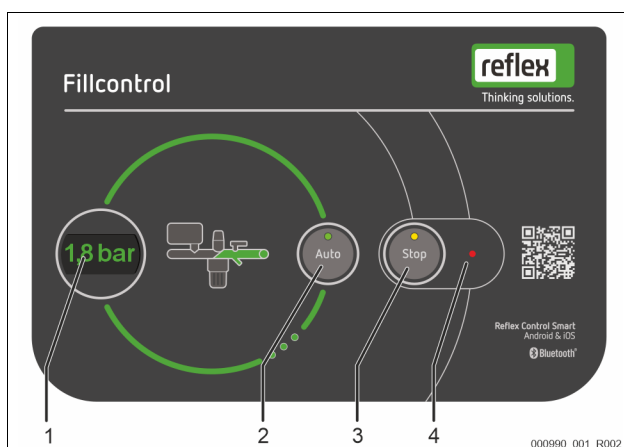 Fillcontrol
reflex
Thinking solutions.
1,8 bar
Auto
Stop
Reflex Control Smart
Android & iOS
Bluetooth®
1
2
3
4
000990_001_R002